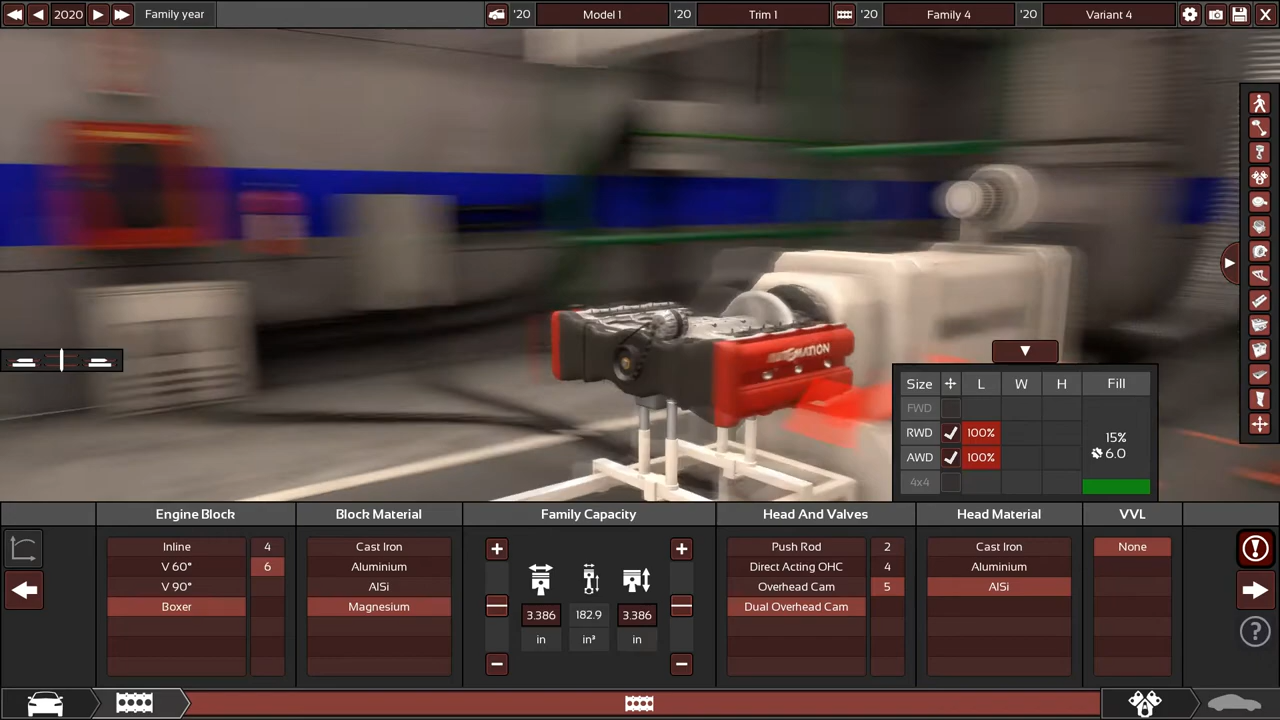 2020 Family year '20 Model 1 '20 Trim 1 '20 Family 4 '20 Variant 4
AUTOMATION
Size L W H Fill
FWD
RWD 100%
AWD 100%
4x4
15%
6.0
Engine Block Block Material Family Capacity Head And Valves Head Material VVL
Inline 4 Cast Iron Push Rod 2 Cast Iron None
V 60° 6 Aluminium Direct Acting OHC 4 Aluminium
V 90° AlSi Overhead Cam 5 AlSi
Boxer Magnesium 3.386 182.9 3.386 Dual Overhead Cam
in in³ in